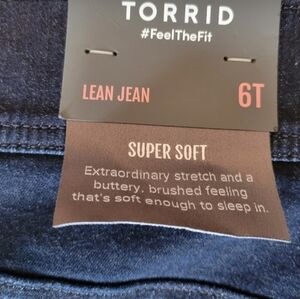 TORRID
#FeelTheFit
LEAN JEAN 6T
SUPER SOFT
Extraordinary stretch and a
buttery, brushed feeling
that's soft enough to sleep in.